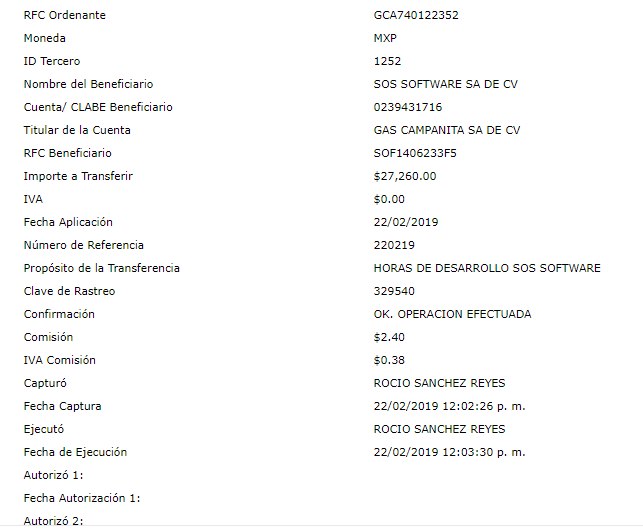 RFC Ordenante GCA740122352
Moneda MXP
ID Tercero 1252
Nombre del Beneficiario SOS SOFTWARE SA DE CV
Cuenta/ CLABE Beneficiario 0239431716
Titular de la Cuenta GAS CAMPANITA SA DE CV
RFC Beneficiario SOF1406233F5
Importe a Transferir $27,260.00
IVA $0.00
Fecha Aplicación 22/02/2019
Número de Referencia 220219
Propósito de la Transferencia HORAS DE DESARROLLO SOS SOFTWARE
Clave de Rastreo 329540
Confirmación OK. OPERACION EFECTUADA
Comisión $2.40
IVA Comisión $0.38
Capturó ROCIO SANCHEZ REYES
Fecha Captura 22/02/2019 12:02:26 p. m.
Ejecutó ROCIO SANCHEZ REYES
Fecha de Ejecución 22/02/2019 12:03:30 p. m.
Autorizó 1:
Fecha Autorización 1:
Autorizó 2: